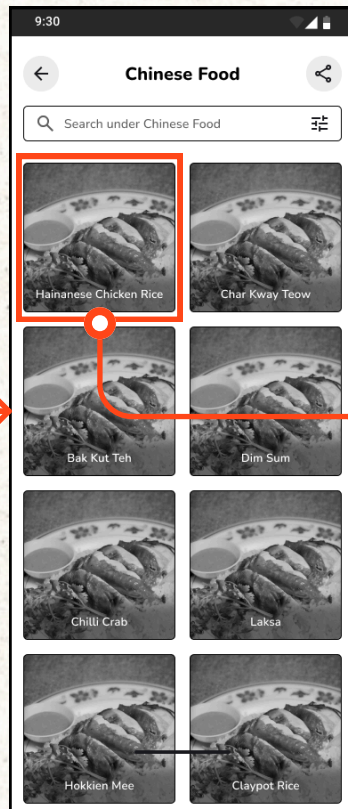 9:30
Chinese Food
Search under Chinese Food
Hainanese Chicken Rice
Char Kway Teow
Bak Kut Teh
Dim Sum
Chilli Crab
Laksa
Hokkien Mee
Claypot Rice